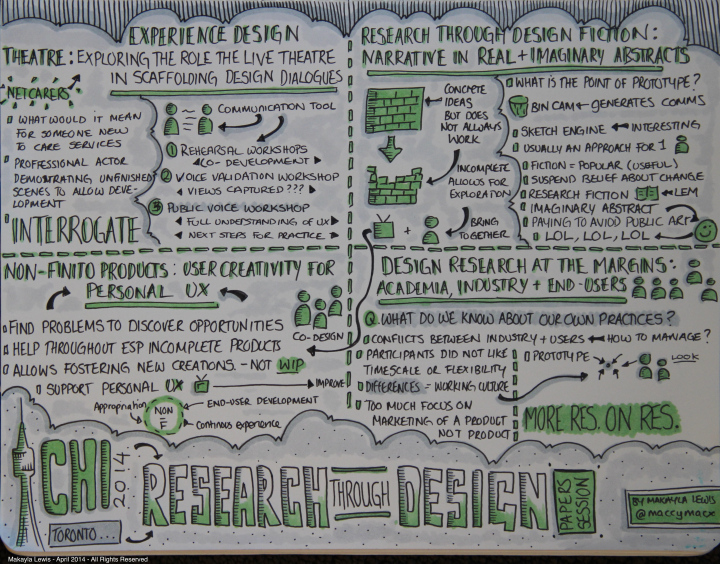 EXPERIENCE DESIGN
THEATRE: EXPLORING THE ROLE THE LIVE THEATRE
IN SCAFFOLDING DESIGN DIALOGUES
NETCARERS
WHAT WOULD IT MEAN
FOR SOMEONE NEW
TO CARE SERVICES
PROFFESSIONAL ACTOR
DEMONSTRATING UNFINISHED
SCENES TO ALLOW DEVE-
LOPMENT
INTERROGATE
COMMUNICATION TOOL
1 REHEARSAL WORKSHOPS
CO-DEVELOPMENT
2 VOICE VALIDATION WORKSHOP
VIEWS CAPTURED???
3 PUBLIC VOICE WORKSHOP
FULL UNDERSTANDING OF UX
NEXT STEPS FOR PRACTICE
RESEARCH THROUGH DESIGN FICTION:
NARRATIVE IN REAL + IMAGINARY ABSTRACTS
CONCRETE
IDEAS
BUT DOES
NOT ALWAYS
WORK
INCOMPLETE
ALLOWS FOR
EXPLORATION
+
BRING
TOGETHER
WHAT IS THE POINT OF PROTOTYPE?
BIN CAM GENERATES COMMS
SKETCH ENGINE INTERESTING
USUALLY AN APPROACH FOR 1
FICTION = POPULAR (USEFUL)
SUSPEND BELIEF ABOUT CHANGE
RESEARCH FICTION LEM
IMAGINARY ABSTRACT
PAYING TO AVOID PUBLIC ART
LOL, LOL, LOL
NON-FINITO PRODUCTS: USER CREATIVITY FOR
PERSONAL UX
CO-DESIGN
FIND PROBLEMS TO DISCOVER OPPORTUNITIES
HELP THROUGHOUT ESP INCOMPLETE PRODUCTS
ALLOWS FOSTERING NEW CREATIONS. - NOT WIP
SUPPORT PERSONAL UX IMPROVE
Appropriation
NON
F
END-USER DEVELOPMENT
Continous experience
DESIGN RESEARCH AT THE MARGINS:
ACADEMIA, INDUSTRY + END-USERS
Q WHAT DO WE KNOW ABOUT OUR OWN PRACTICES?
CONFLICTS BETWEEN INDUSTRY + USERS HOW TO MANAGE?
PARTICIPANTS DID NOT LIKE
TIMESCALE OR FLEXIBILITY
DIFFERENCES = WORKING CULTURE
TOO MUCH FOCUS ON
MARKETING OF A PRODUCT
NOT PRODUCT
PROTOTYPE
LOOK
MORE RES. ON RES.
CHI
2014
TORONTO...
RESEARCH THROUGH DESIGN
PAPERS
SESSION
BY MAKAYLA LEWIS
@maccymacx
Makayla Lewis - April 2014 - All Rights Reserved